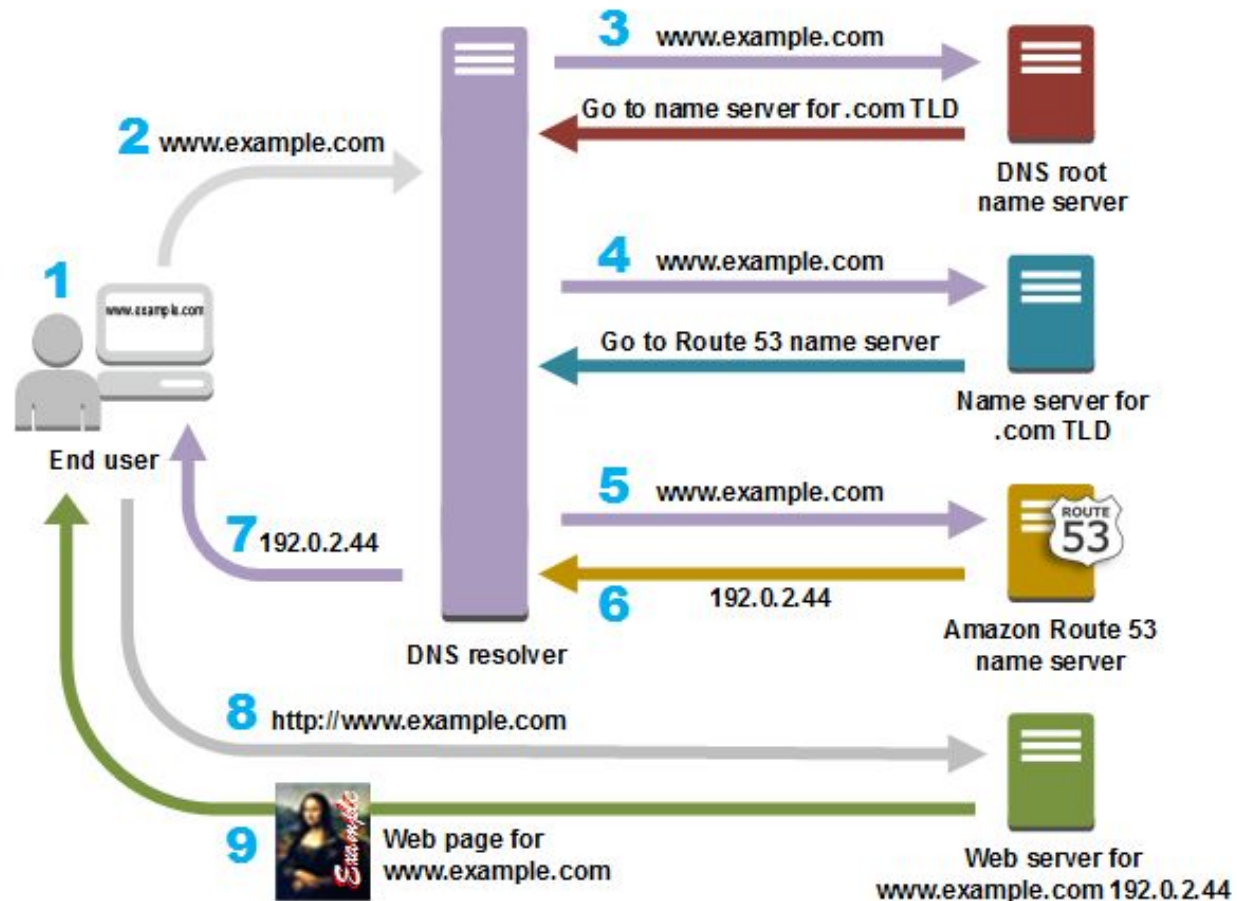 3 www.example.com
Go to name server for .com TLD
DNS root
name server
2 www.example.com
4 www.example.com
Go to Route 53 name server
Name server for
.com TLD
1
www.example.com
End user
5 www.example.com
ROUTE
53
6
192.0.2.44
Amazon Route 53
name server
7 192.0.2.44
DNS resolver
8 http://www.example.com
9
Example
Web page for
www.example.com
Web server for
www.example.com 192.0.2.44